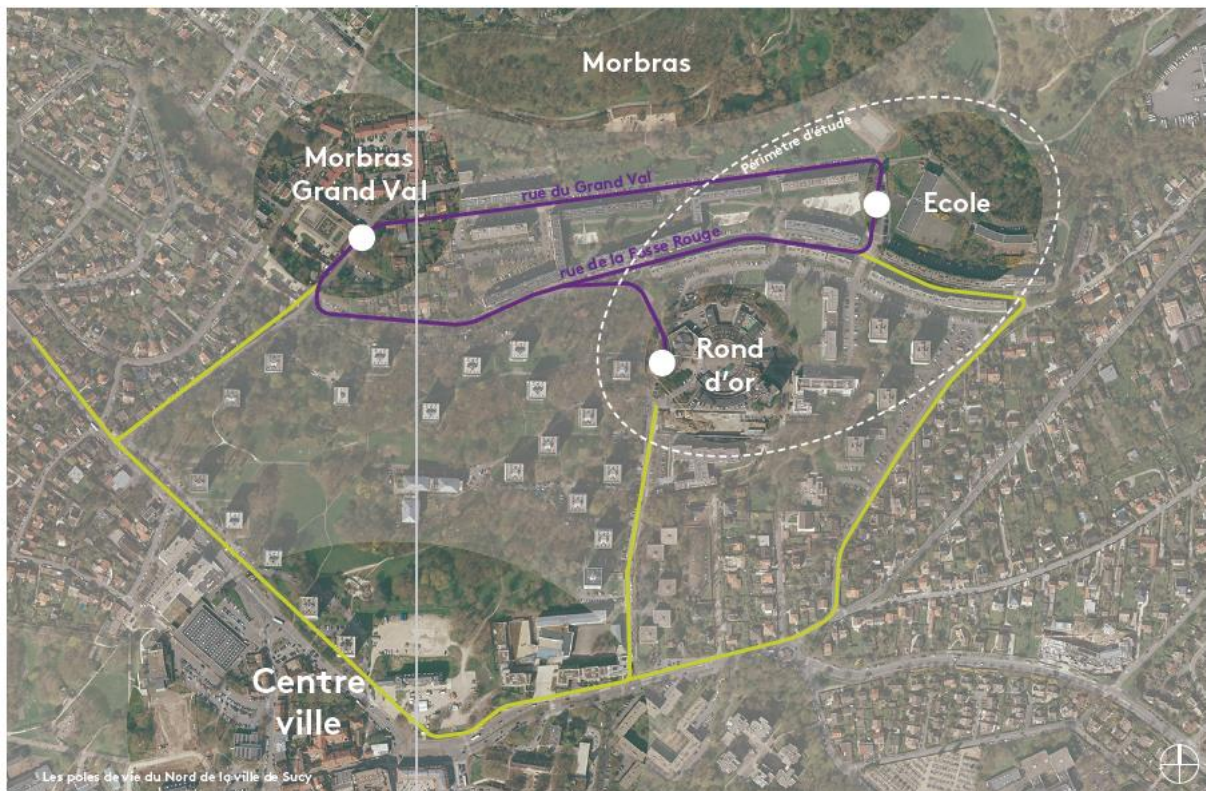 Morbras
Périmètre d'étude
Morbras
Grand Val
rue du Grand Val
Ecole
rue de la Fosse Rouge
Rond
d'or
Centre
ville
Les poles de vie du Nord de la ville de Sucy